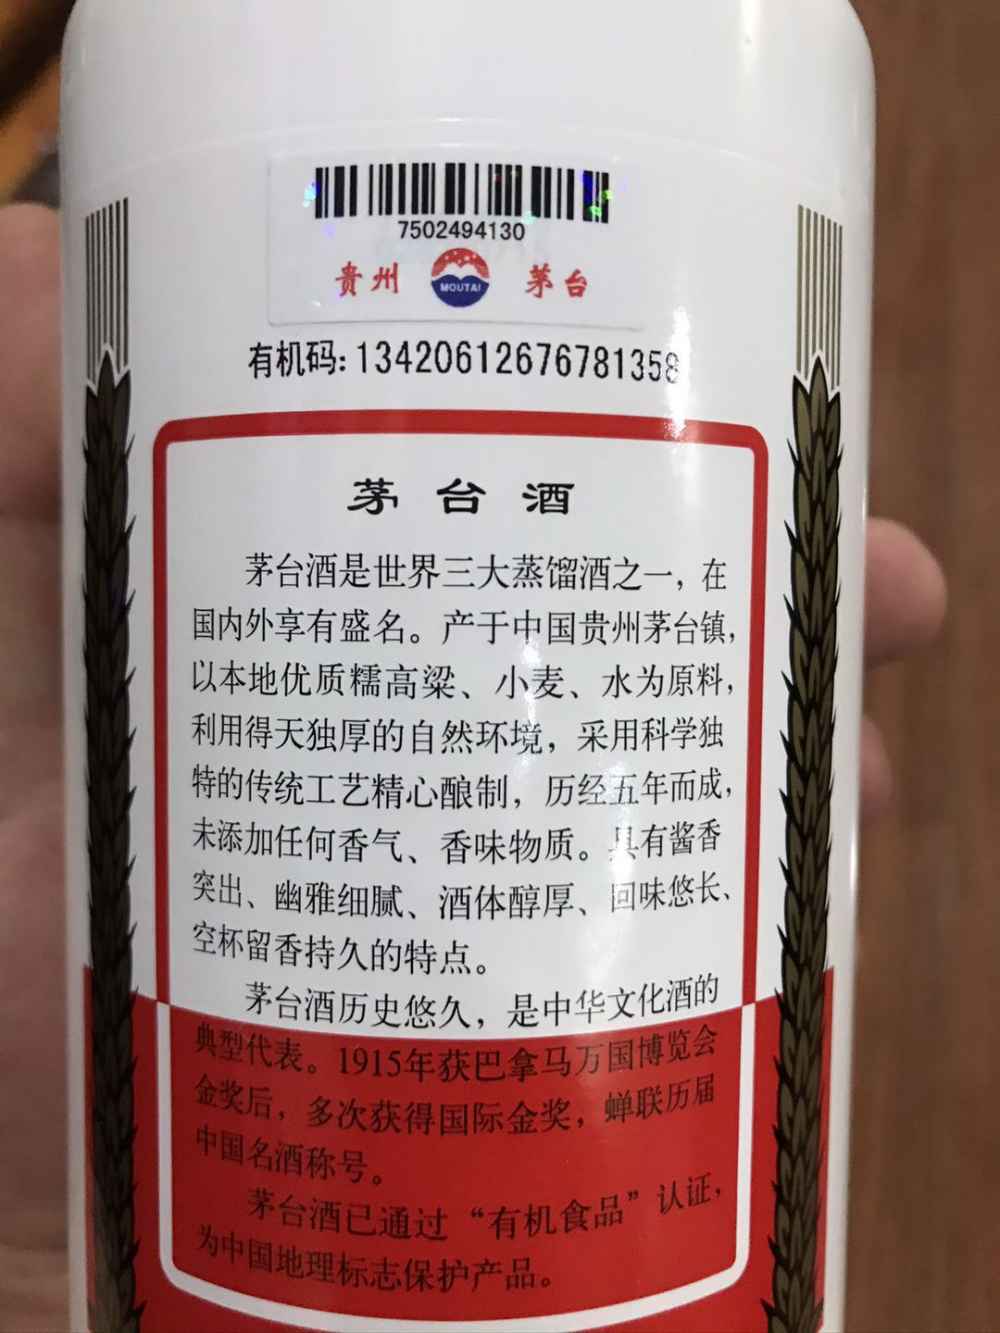 7502494130
贵州 MOUTAI 茅台
有机码:13420612676781358
茅台酒
茅台酒是世界三大蒸馏酒之一，在
国内外享有盛名。产于中国贵州茅台镇，
以本地优质糯高粱、小麦、水为原料，
利用得天独厚的自然环境，采用科学独
特的传统工艺精心酿制，历经五年而成，
未添加任何香气、香味物质。具有酱香
突出、幽雅细腻、酒体醇厚、回味悠长、
空杯留香持久的特点。
茅台酒历史悠久，是中华文化酒的
典型代表。1915年获巴拿马万国博览会
金奖后，多次获得国际金奖，蝉联历届
中国名酒称号。
茅台酒已通过“有机食品”认证，
为中国地理标志保护产品。